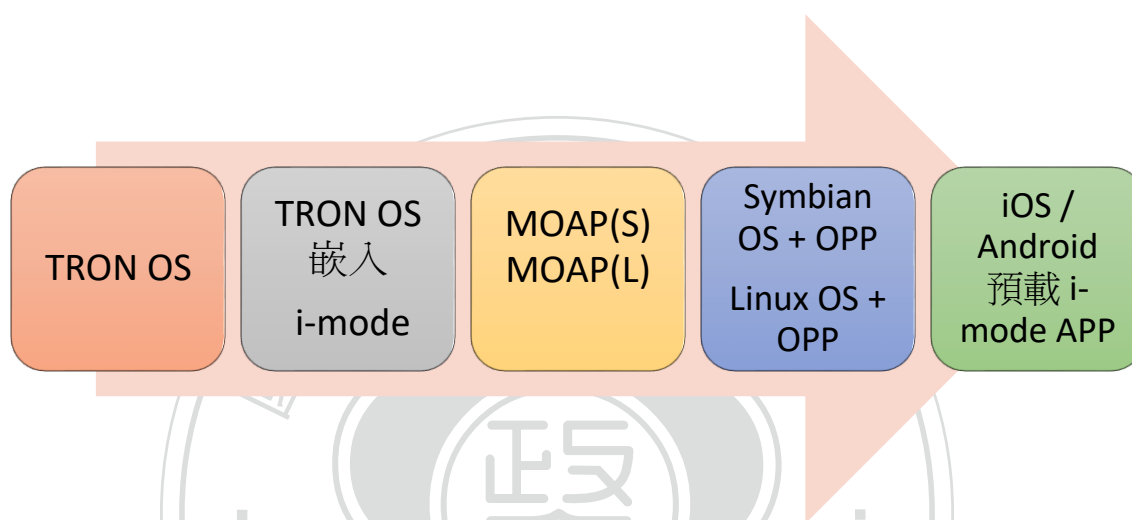 TRON OS
TRON OS
嵌入
i-mode
MOAP(S)
MOAP(L)
Symbian
OS + OPP
Linux OS +
OPP
iOS /
Android
預載 i-
mode APP
政